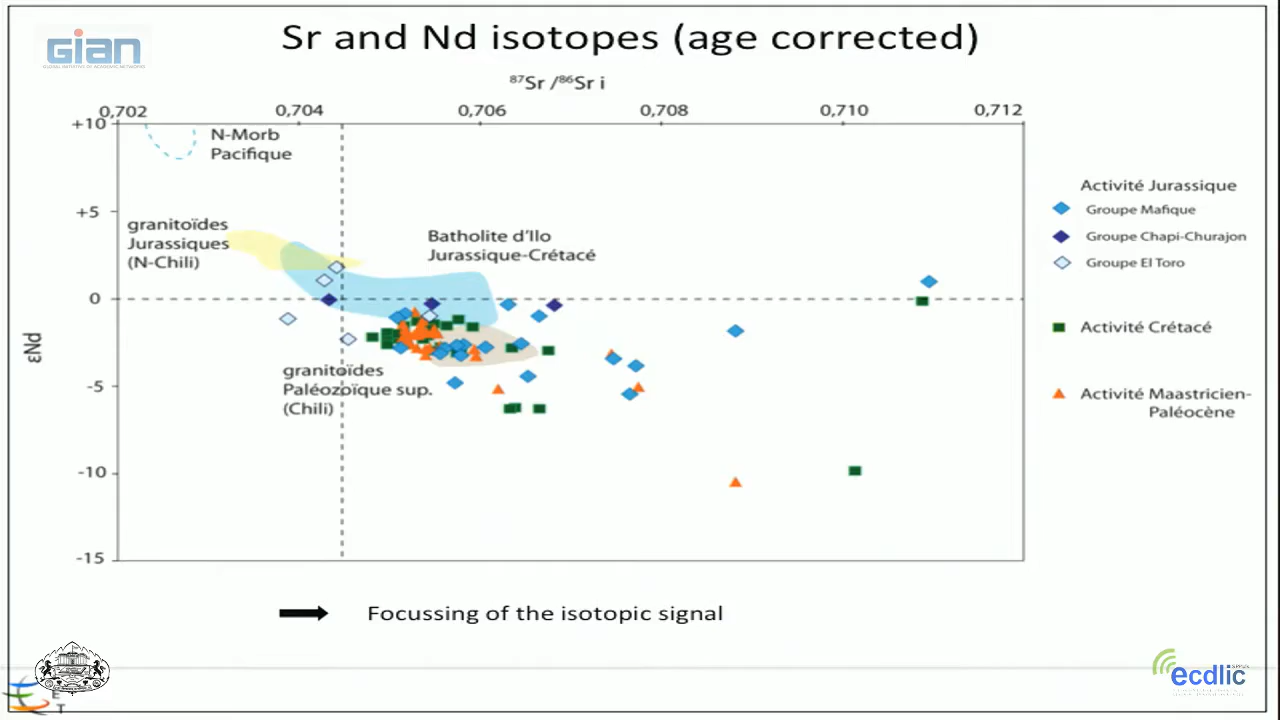 Sr and Nd isotopes (age corrected)
GIAN
⁸⁷Sr /⁸⁶Sr i
0,702 0,704 0,706 0,708 0,710 0,712
+10
N-Morb
Pacifique
+5
granitoïdes
Jurassiques
(N-Chili)
Batholite d'Ilo
Jurassique-Crétacé
0
εNd
granitoïdes
Paléozoïque sup.
(Chili)
-5
-10
-15
Activité Jurassique
Groupe Mafique
Groupe Chapi-Churajon
Groupe El Toro
Activité Crétacé
Activité Maastricien-
Paléocène
Focussing of the isotopic signal
ecdlic
E
T